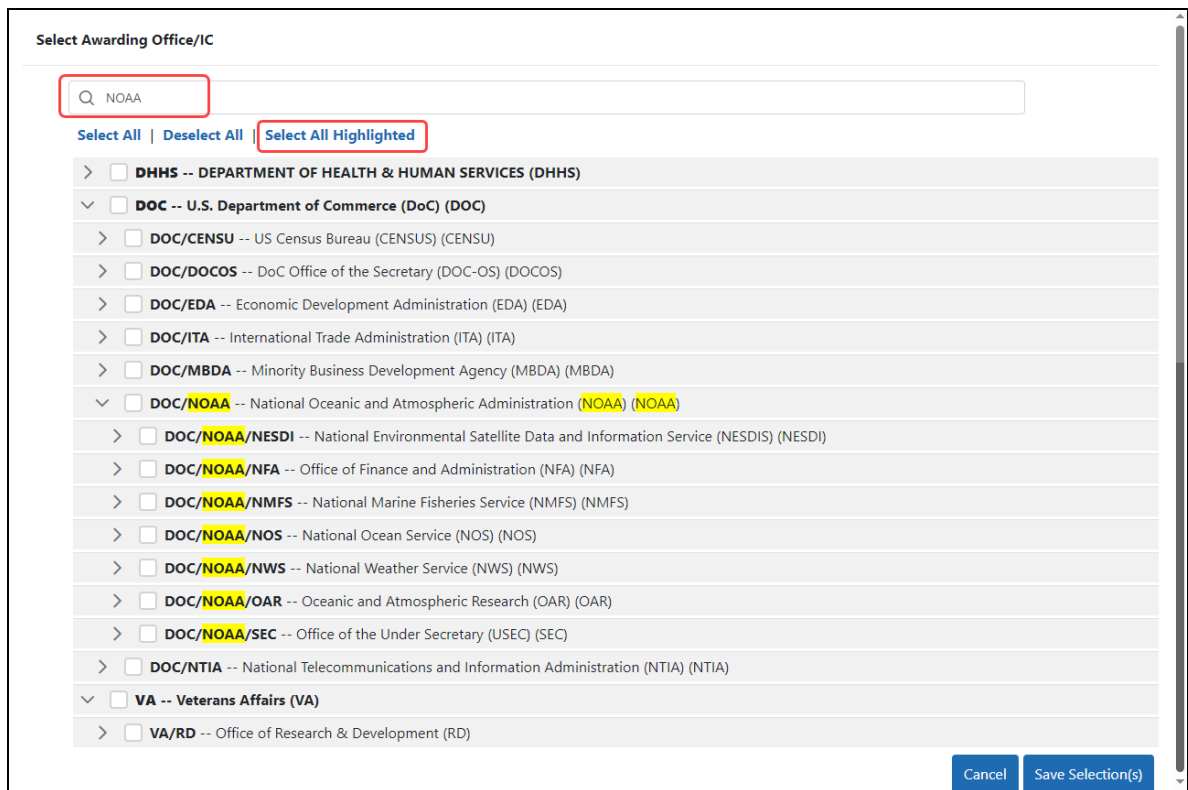 Select Awarding Office/IC
NOAA
Select All | Deselect All | Select All Highlighted
DHHS -- DEPARTMENT OF HEALTH & HUMAN SERVICES (DHHS)
DOC -- U.S. Department of Commerce (DoC) (DOC)
DOC/CENSU -- US Census Bureau (CENSUS) (CENSU)
DOC/DOCOS -- DoC Office of the Secretary (DOC-OS) (DOCOS)
DOC/EDA -- Economic Development Administration (EDA) (EDA)
DOC/ITA -- International Trade Administration (ITA) (ITA)
DOC/MBDA -- Minority Business Development Agency (MBDA) (MBDA)
DOC/NOAA -- National Oceanic and Atmospheric Administration (NOAA) (NOAA)
DOC/NOAA/NESDI -- National Environmental Satellite Data and Information Service (NESDIS) (NESDI)
DOC/NOAA/NFA -- Office of Finance and Administration (NFA) (NFA)
DOC/NOAA/NMFS -- National Marine Fisheries Service (NMFS) (NMFS)
DOC/NOAA/NOS -- National Ocean Service (NOS) (NOS)
DOC/NOAA/NWS -- National Weather Service (NWS) (NWS)
DOC/NOAA/OAR -- Oceanic and Atmospheric Research (OAR) (OAR)
DOC/NOAA/SEC -- Office of the Under Secretary (USEC) (SEC)
DOC/NTIA -- National Telecommunications and Information Administration (NTIA) (NTIA)
VA -- Veterans Affairs (VA)
VA/RD -- Office of Research & Development (RD)
Cancel Save Selection(s)